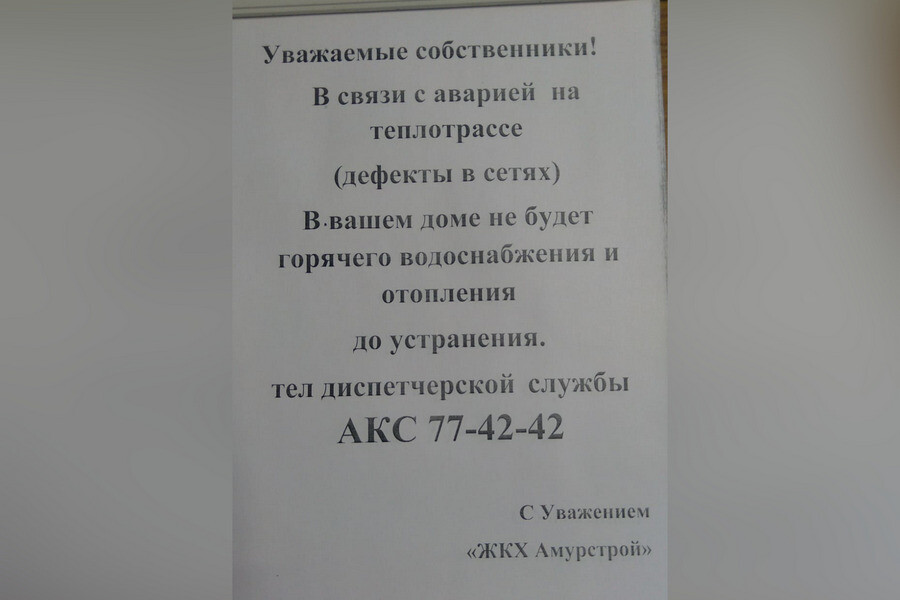 Уважаемые собственники!
В связи с аварией на
теплотрассе
(дефекты в сетях)
В вашем доме не будет
горячего водоснабжения и
отопления
до устранения.
тел диспетчерской службы
АКС 77-42-42
С Уважением
«ЖКХ Амурстрой»